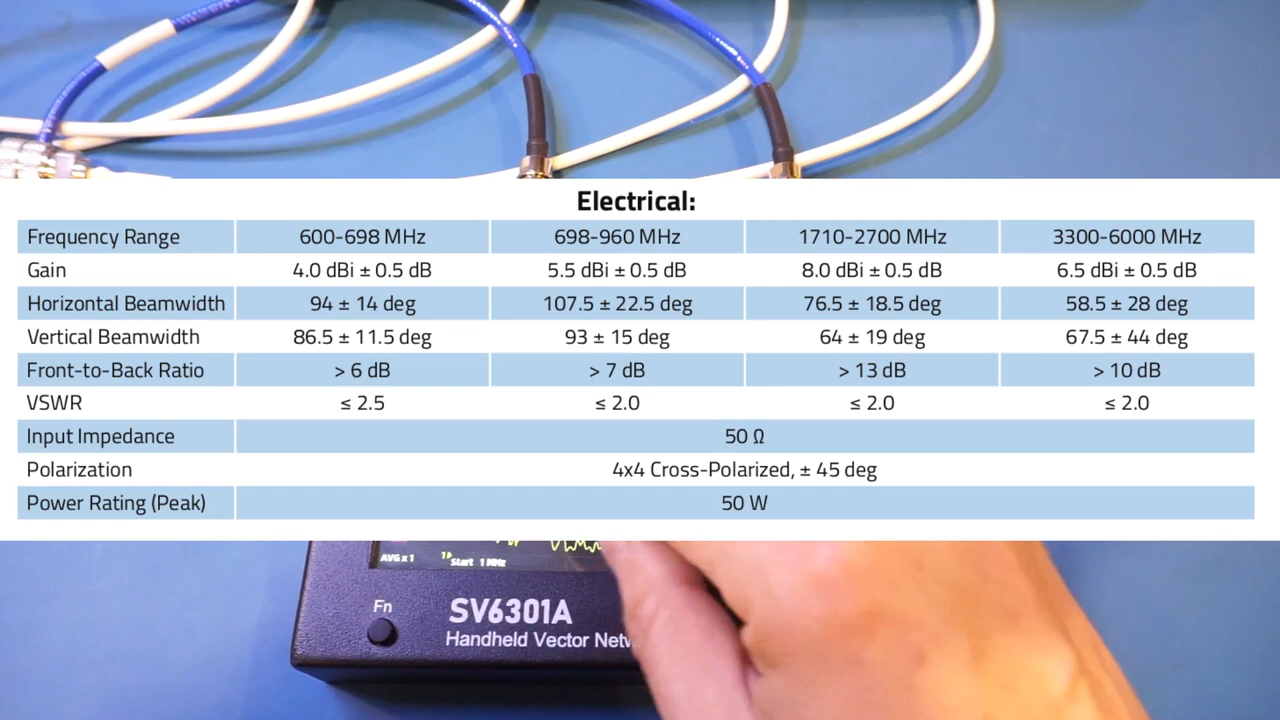 Electrical:
Frequency Range 600-698 MHz 698-960 MHz 1710-2700 MHz 3300-6000 MHz
Gain 4.0 dBi ± 0.5 dB 5.5 dBi ± 0.5 dB 8.0 dBi ± 0.5 dB 6.5 dBi ± 0.5 dB
Horizontal Beamwidth 94 ± 14 deg 107.5 ± 22.5 deg 76.5 ± 18.5 deg 58.5 ± 28 deg
Vertical Beamwidth 86.5 ± 11.5 deg 93 ± 15 deg 64 ± 19 deg 67.5 ± 44 deg
Front-to-Back Ratio > 6 dB > 7 dB > 13 dB > 10 dB
VSWR ≤ 2.5 ≤ 2.0 ≤ 2.0 ≤ 2.0
Input Impedance 50 Ω
Polarization 4x4 Cross-Polarized, ± 45 deg
Power Rating (Peak) 50 W
AVG x 1 Start 1 MHz
Fn SV6301A
Handheld Vector